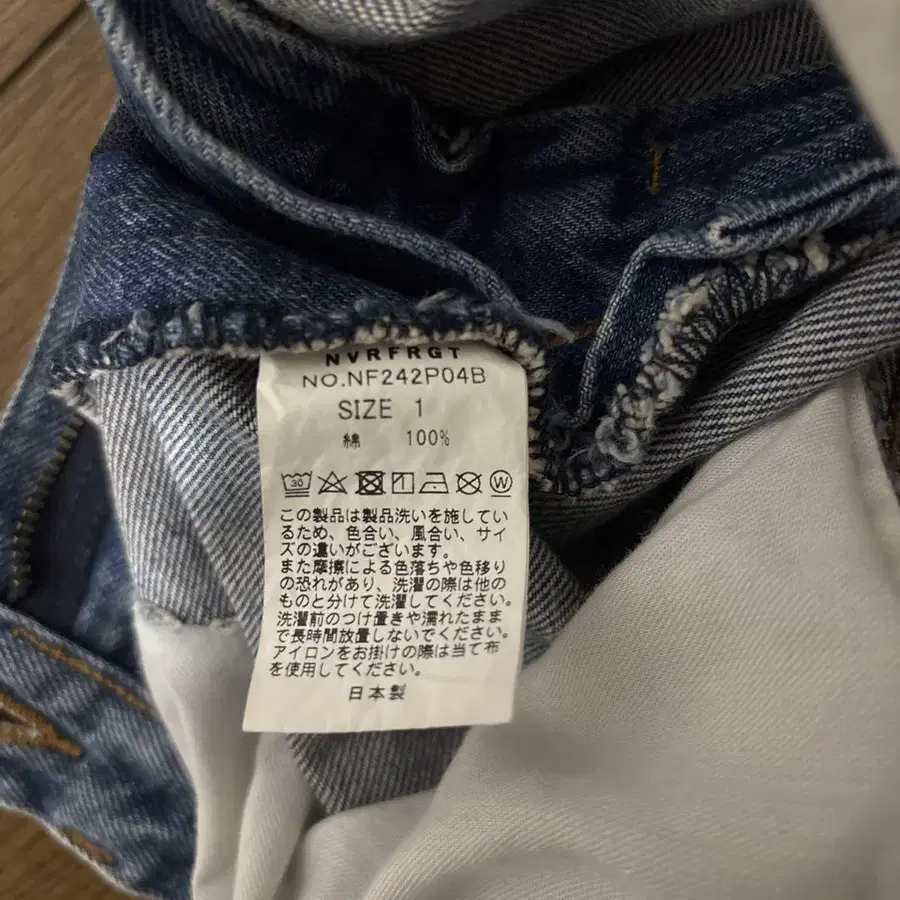 NVRFRGT
NO.NF242P04B
SIZE 1
綿 100%
30 W
この製品は製品洗いを施してい
るため、色合い、風合い、サイ
ズの違いがございます。
また摩擦による色落ちや色移り
の恐れがあり、洗濯の際は他の
ものと分けて洗濯してください。
洗濯前のつけ置きや濡れたまま
で長時間放置しないでください。
アイロンをお掛けの際は当て布
を使用してください。
日本製